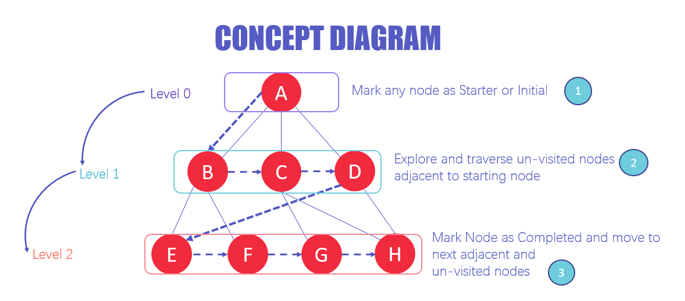 CONCEPT DIAGRAM
Level 0
A
Mark any node as Starter or Initial
1
Level 1
B
C
D
Explore and traverse un-visited nodes
adjacent to starting node
2
Level 2
E
F
G
H
Mark Node as Completed and move to
next adjacent and
un-visited nodes
3